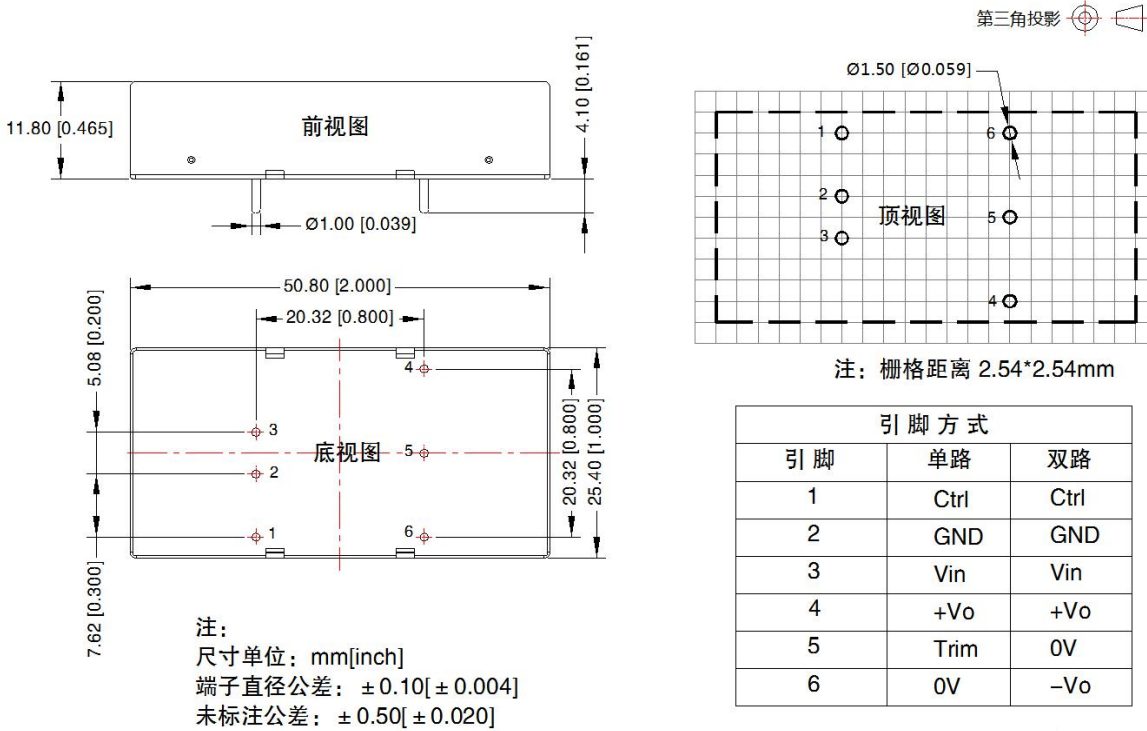 第三角投影
11.80 [0.465]
前视图
4.10 [0.161]
Ø1.00 [0.039]
Ø1.50 [Ø0.059]
1
6
2
顶视图
5
3
4
注：栅格距离 2.54*2.54mm
50.80 [2.000]
20.32 [0.800]
5.08 [0.200]
4
3
底视图
5
2
1
6
20.32 [0.800]
25.40 [1.000]
7.62 [0.300]
注：
尺寸单位：mm[inch]
端子直径公差：±0.10[±0.004]
未标注公差：±0.50[±0.020]
引脚方式
引脚 单路 双路
1 Ctrl Ctrl
2 GND GND
3 Vin Vin
4 +Vo +Vo
5 Trim 0V
6 0V −Vo